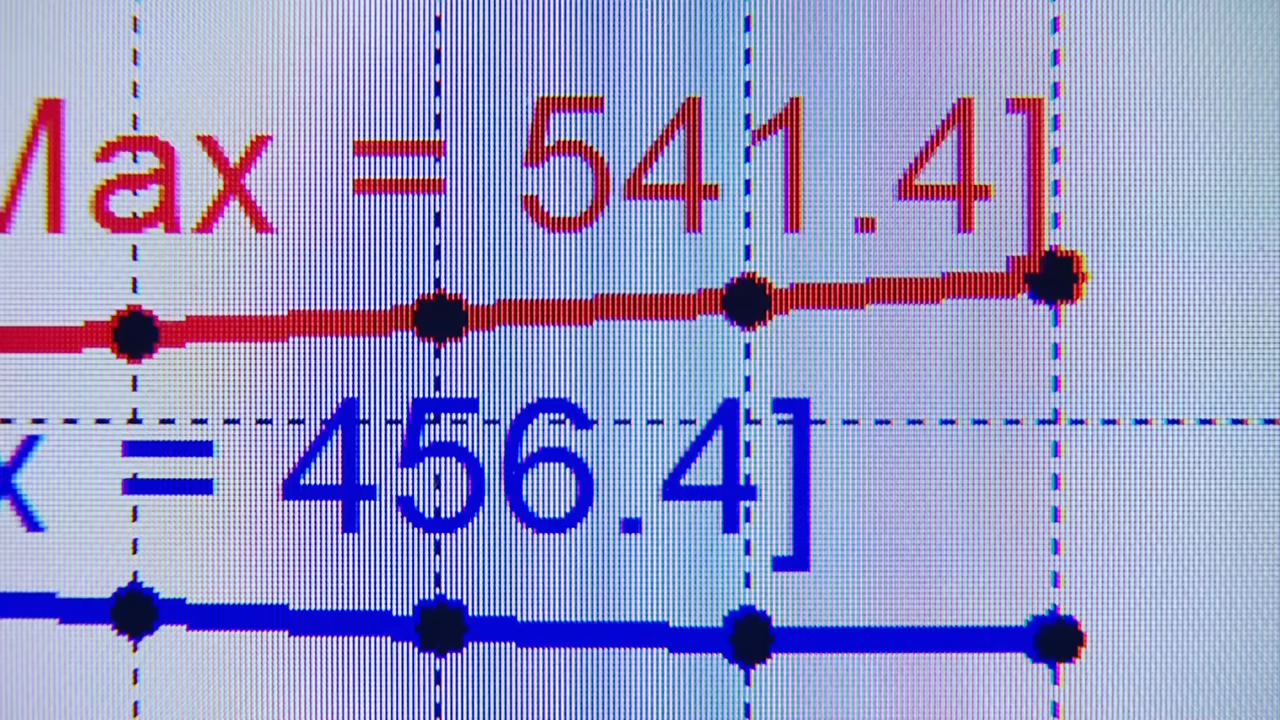 Max = 541.4]
x = 456.4]